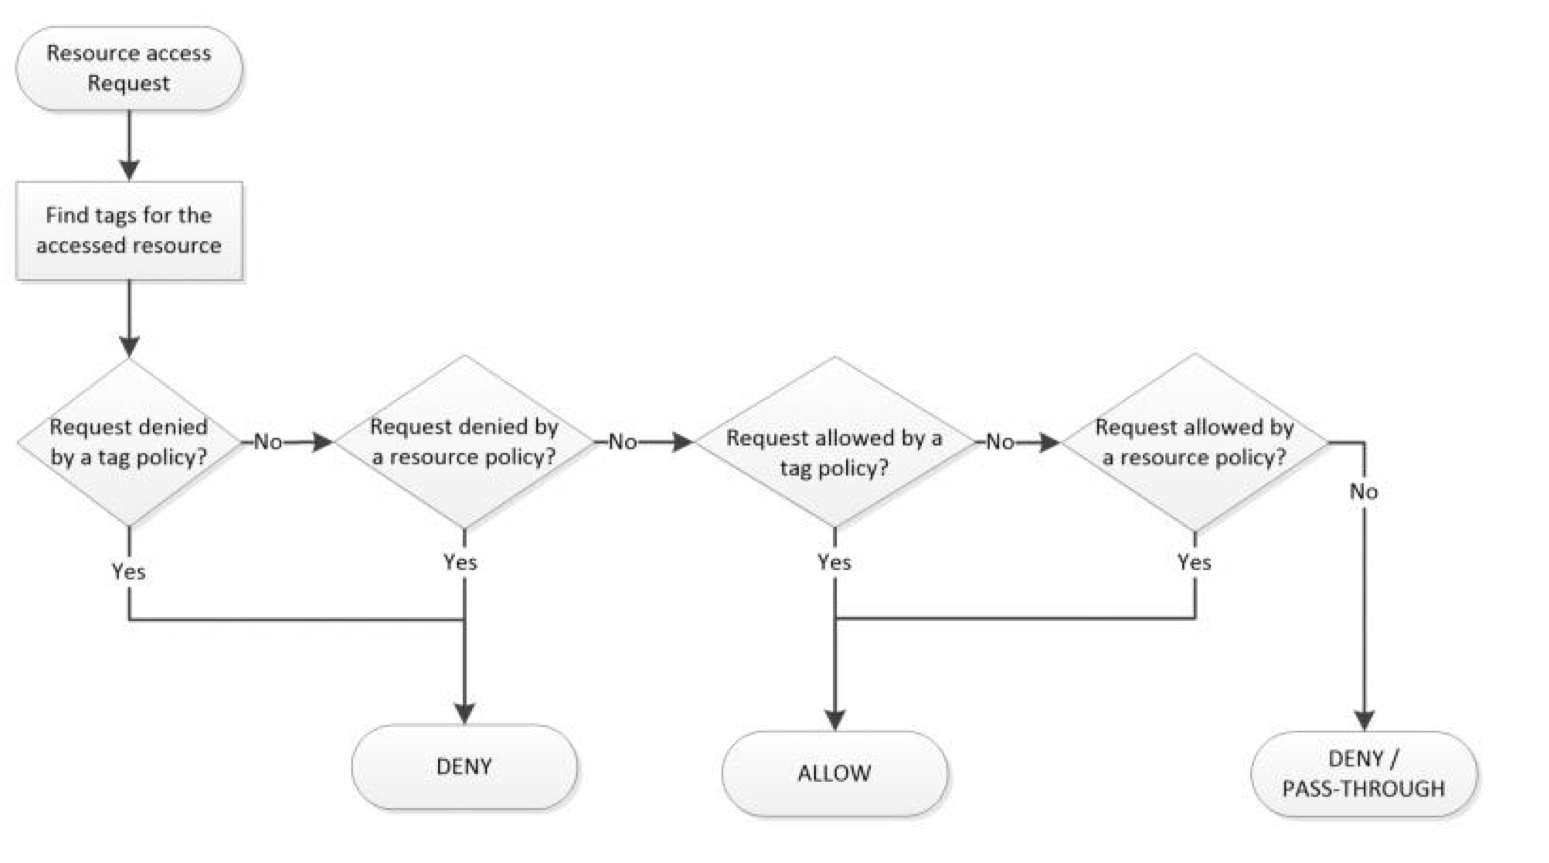 Resource access
Request
Find tags for the
accessed resource
Request denied
by a tag policy?
No
Request denied by
a resource policy?
No
Request allowed by a
tag policy?
No
Request allowed by
a resource policy?
No
Yes
Yes
Yes
Yes
DENY
ALLOW
DENY /
PASS-THROUGH